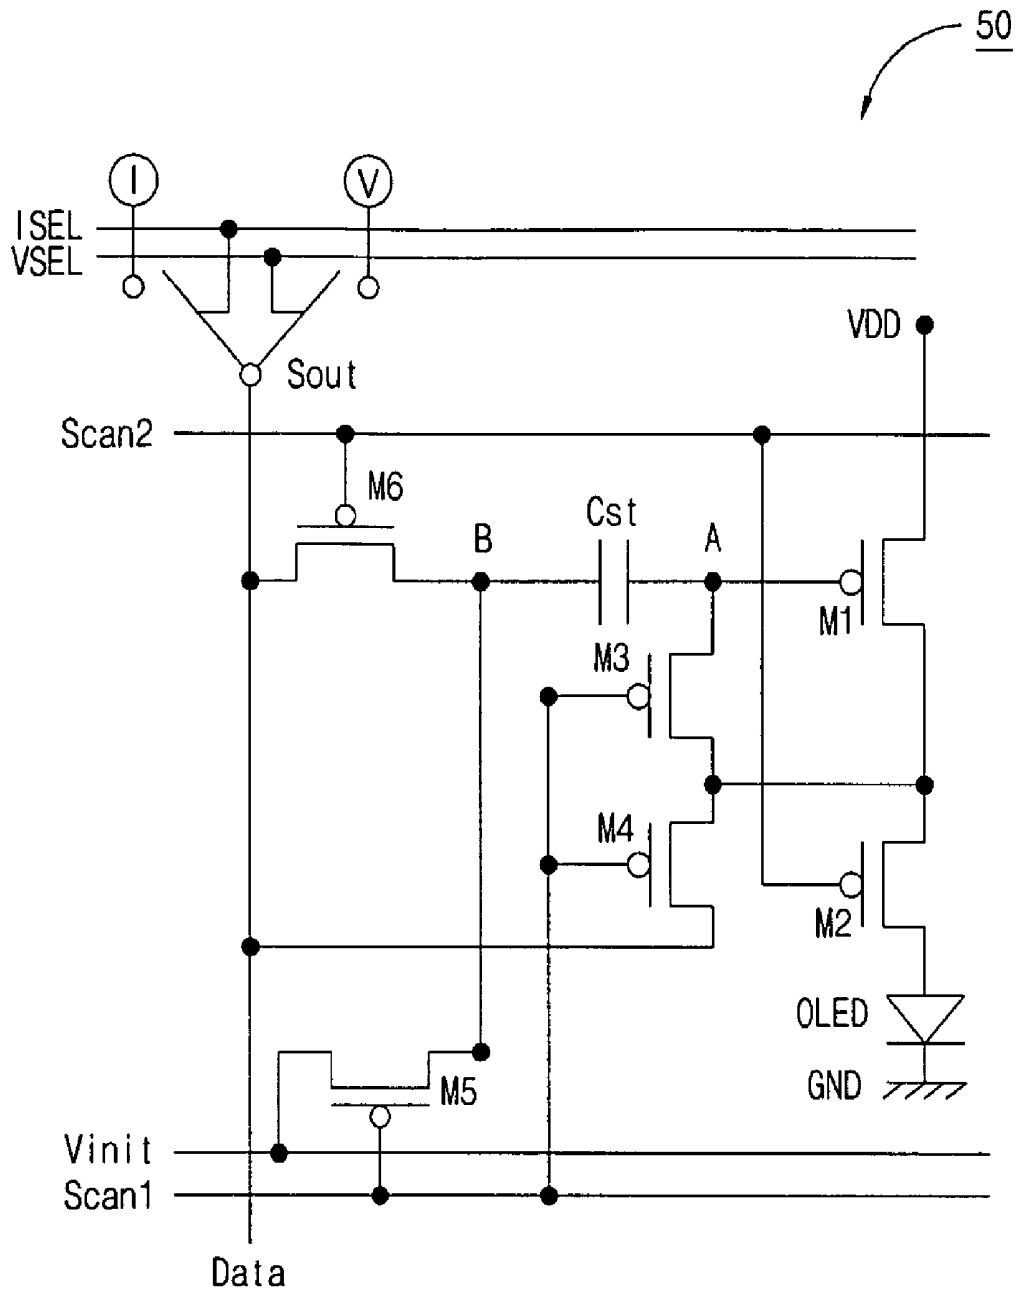 50
I
V
ISEL
VSEL
VDD
Sout
Scan2
M6
Cst
B
A
M1
M3
M4
M2
OLED
M5
GND
Vinit
Scan1
Data